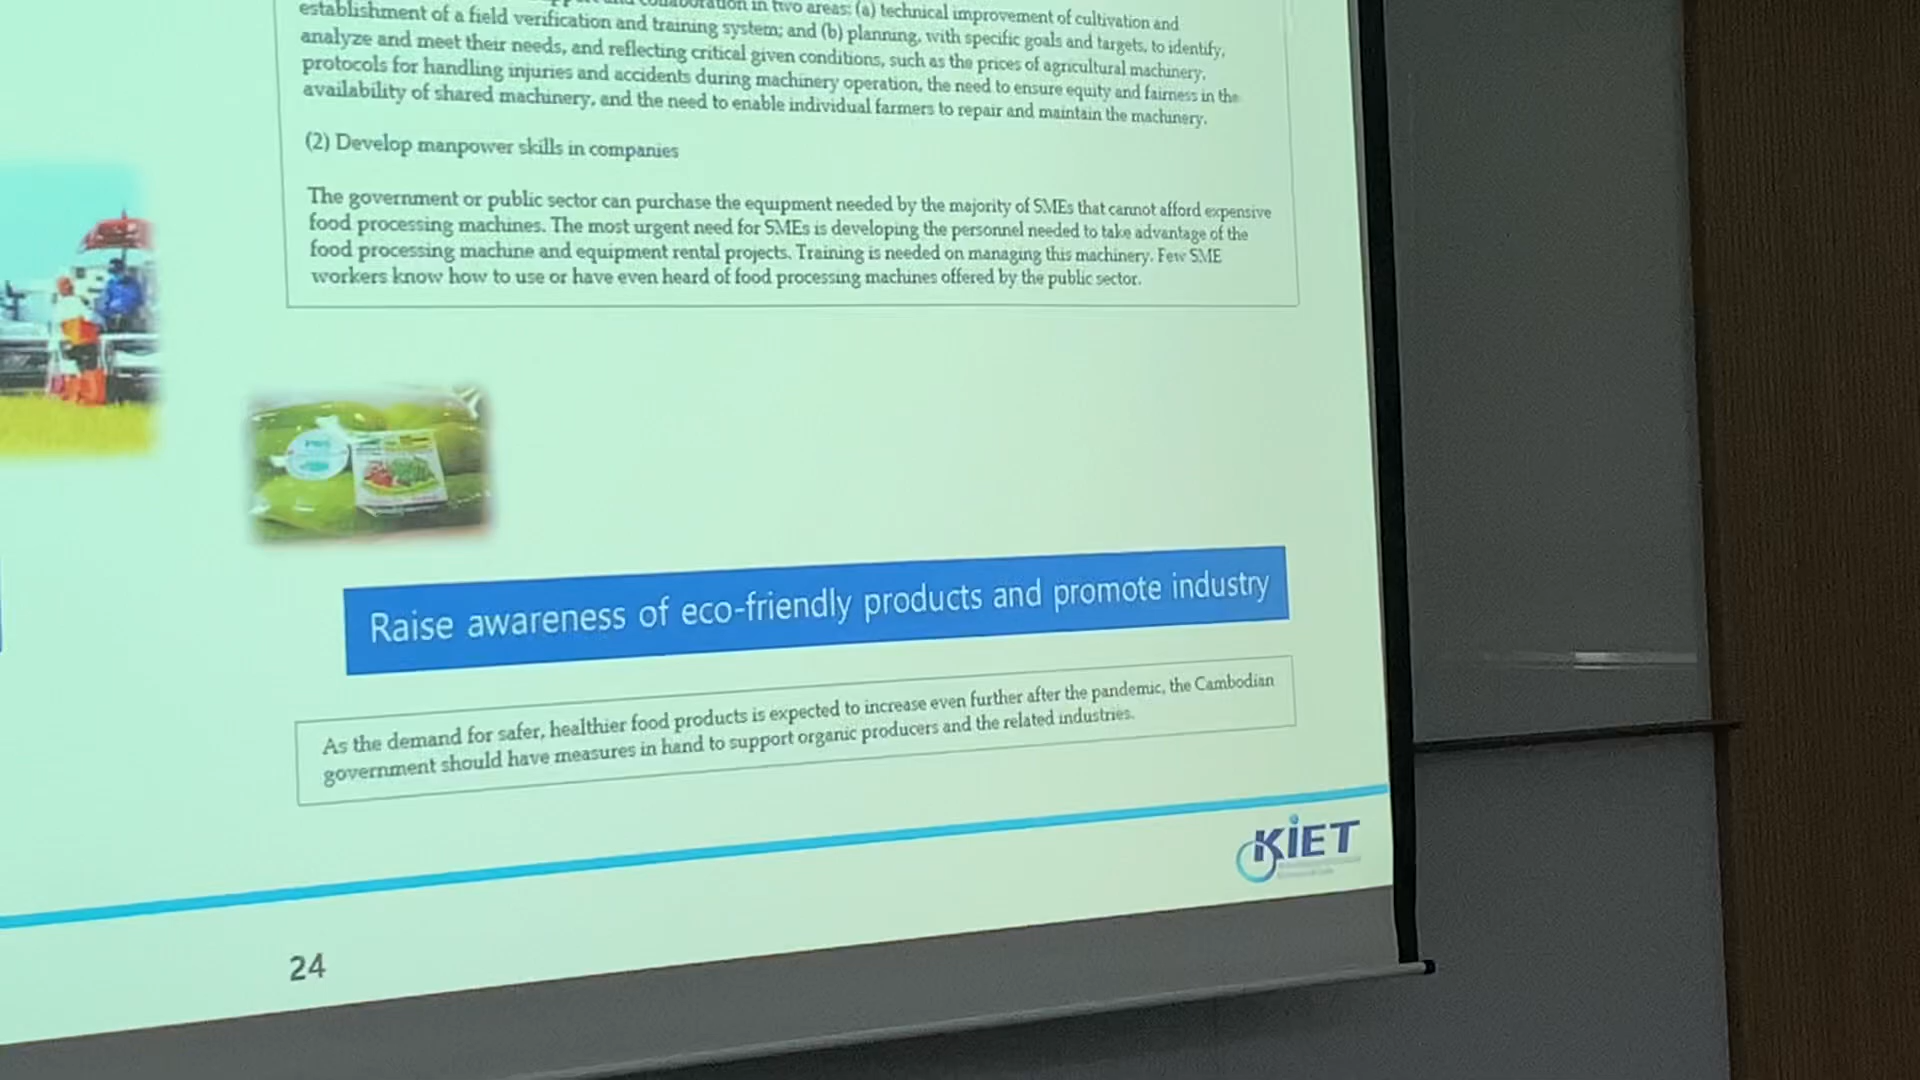 collaboration in two areas: (a) technical improvement of cultivation and
establishment of a field verification and training system; and (b) planning, with specific goals and targets, to identify,
analyze and meet their needs, and reflecting critical given conditions, such as the prices of agricultural machinery,
protocols for handling injuries and accidents during machinery operation, the need to ensure equity and fairness in the
availability of shared machinery, and the need to enable individual farmers to repair and maintain the machinery.
(2) Develop manpower skills in companies
The government or public sector can purchase the equipment needed by the majority of SMEs that cannot afford expensive
food processing machines. The most urgent need for SMEs is developing the personnel needed to take advantage of the
food processing machine and equipment rental projects. Training is needed on managing this machinery. Few SME
workers know how to use or have even heard of food processing machines offered by the public sector.
Raise awareness of eco-friendly products and promote industry
As the demand for safer, healthier food products is expected to increase even further after the pandemic, the Cambodian
government should have measures in hand to support organic producers and the related industries.
KIET
24